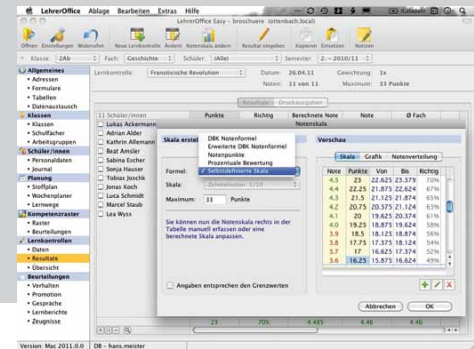 LehrerOffice Ablage Bearbeiten Extras Hilfe
LehrerOffice Easy - broschuere (ottenbach.local)
Öffnen Einstellungen Widerrufen Neue Lernkontrolle Ändern Notenskala ändern Resultat eingeben Kopieren Einsetzen Notizen
Klasse: 2Ab Fach: Geschichte Schüler: (Alle) Semester: 2. - 2010/11
Allgemeines
• Adressen
• Formulare
• Tabellen
• Datenaustausch
Klassen
• Klassen
• Schulfächer
• Arbeitsgruppen
Schüler/innen
• Personaldaten
• Journal
Planung
• Stoffplan
• Wochenplaner
• Lernwege
Kompetenzraster
• Raster
• Beurteilungen
Lernkontrollen
• Daten
• Resultate
• Übersicht
Beurteilungen
• Verhalten
• Promotion
• Gespräche
• Lernberichte
• Zeugnisse
Lernkontrolle: Französische Revolution Datum: 26.04.11 Gewichtung: 1x
Noten: 11 von 11 Maximum: 33 Punkte
Resultate Druckausgaben
11 Schüler/innen Punkte Richtig Berechnete Note Note Ø Fach
Notenskala
Lukas Ackermann
Adrian Alder
Kathrin Allemann
Beat Amsler
Sabina Escher
Sonja Hauser
Tobias Joschk
Jonas Koch
Luca Schmidt
Marcel Staub
Lea Wyss
Skala erstel
DBK Notenformel
Erweiterte DBK Notenformel
Notenpunkte
Prozentuale Bewertung
Formel: ✓ Selbstdefinierte Skala
Skala: Zehntelnoten 1/10
Maximum: 33 Punkte
Sie können nun die Notenskala rechts in der
Tabelle manuell erfassen oder eine
berechnete Skala anpassen.
Angaben entsprechen den Grenzwerten
Vorschau
Skala Grafik Notenverteilung
Note Punkte Von Bis Richtig
4.5 23 22.625 23.375 70%
4.4 22.25 21.875 22.624 67%
4.3 21.5 21.125 21.874 65%
4.2 20.75 20.375 21.124 63%
4.1 20 19.625 20.374 61%
4.0 19.25 18.875 19.624 58%
3.9 18.5 18.125 18.874 56%
3.8 17.75 17.375 18.124 54%
3.7 17 16.625 17.374 52%
3.6 16.25 15.875 16.624 49%
Abbrechen OK
23 70% 4.485 4.46 4.46
Version: Mac 2011.0.0 DB - hans.meister